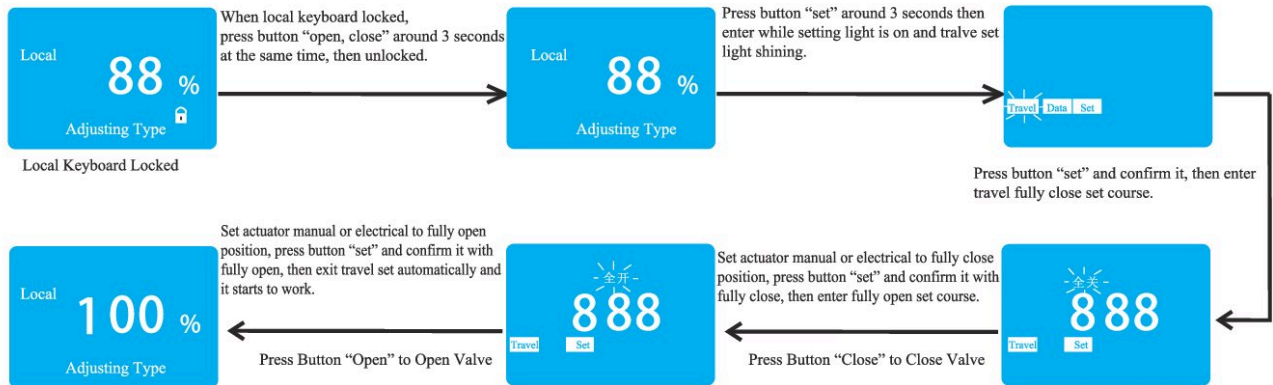 Local
88 %
Adjusting Type
Local Keyboard Locked
When local keyboard locked,
press button “open, close” around 3 seconds
at the same time, then unlocked.
Local
88 %
Adjusting Type
Press button “set” around 3 seconds then
enter while setting light is on and tralve set
light shining.
Travel Data Set
Press button “set” and confirm it, then enter
travel fully close set course.
全关
888
Travel Set
Set actuator manual or electrical to fully close
position, press button “set” and confirm it with
fully close, then enter fully open set course.
Press Button “Close” to Close Valve
全开
888
Travel Set
Set actuator manual or electrical to fully open
position, press button “set” and confirm it with
fully open, then exit travel set automatically and
it starts to work.
Press Button “Open” to Open Valve
Local
100 %
Adjusting Type